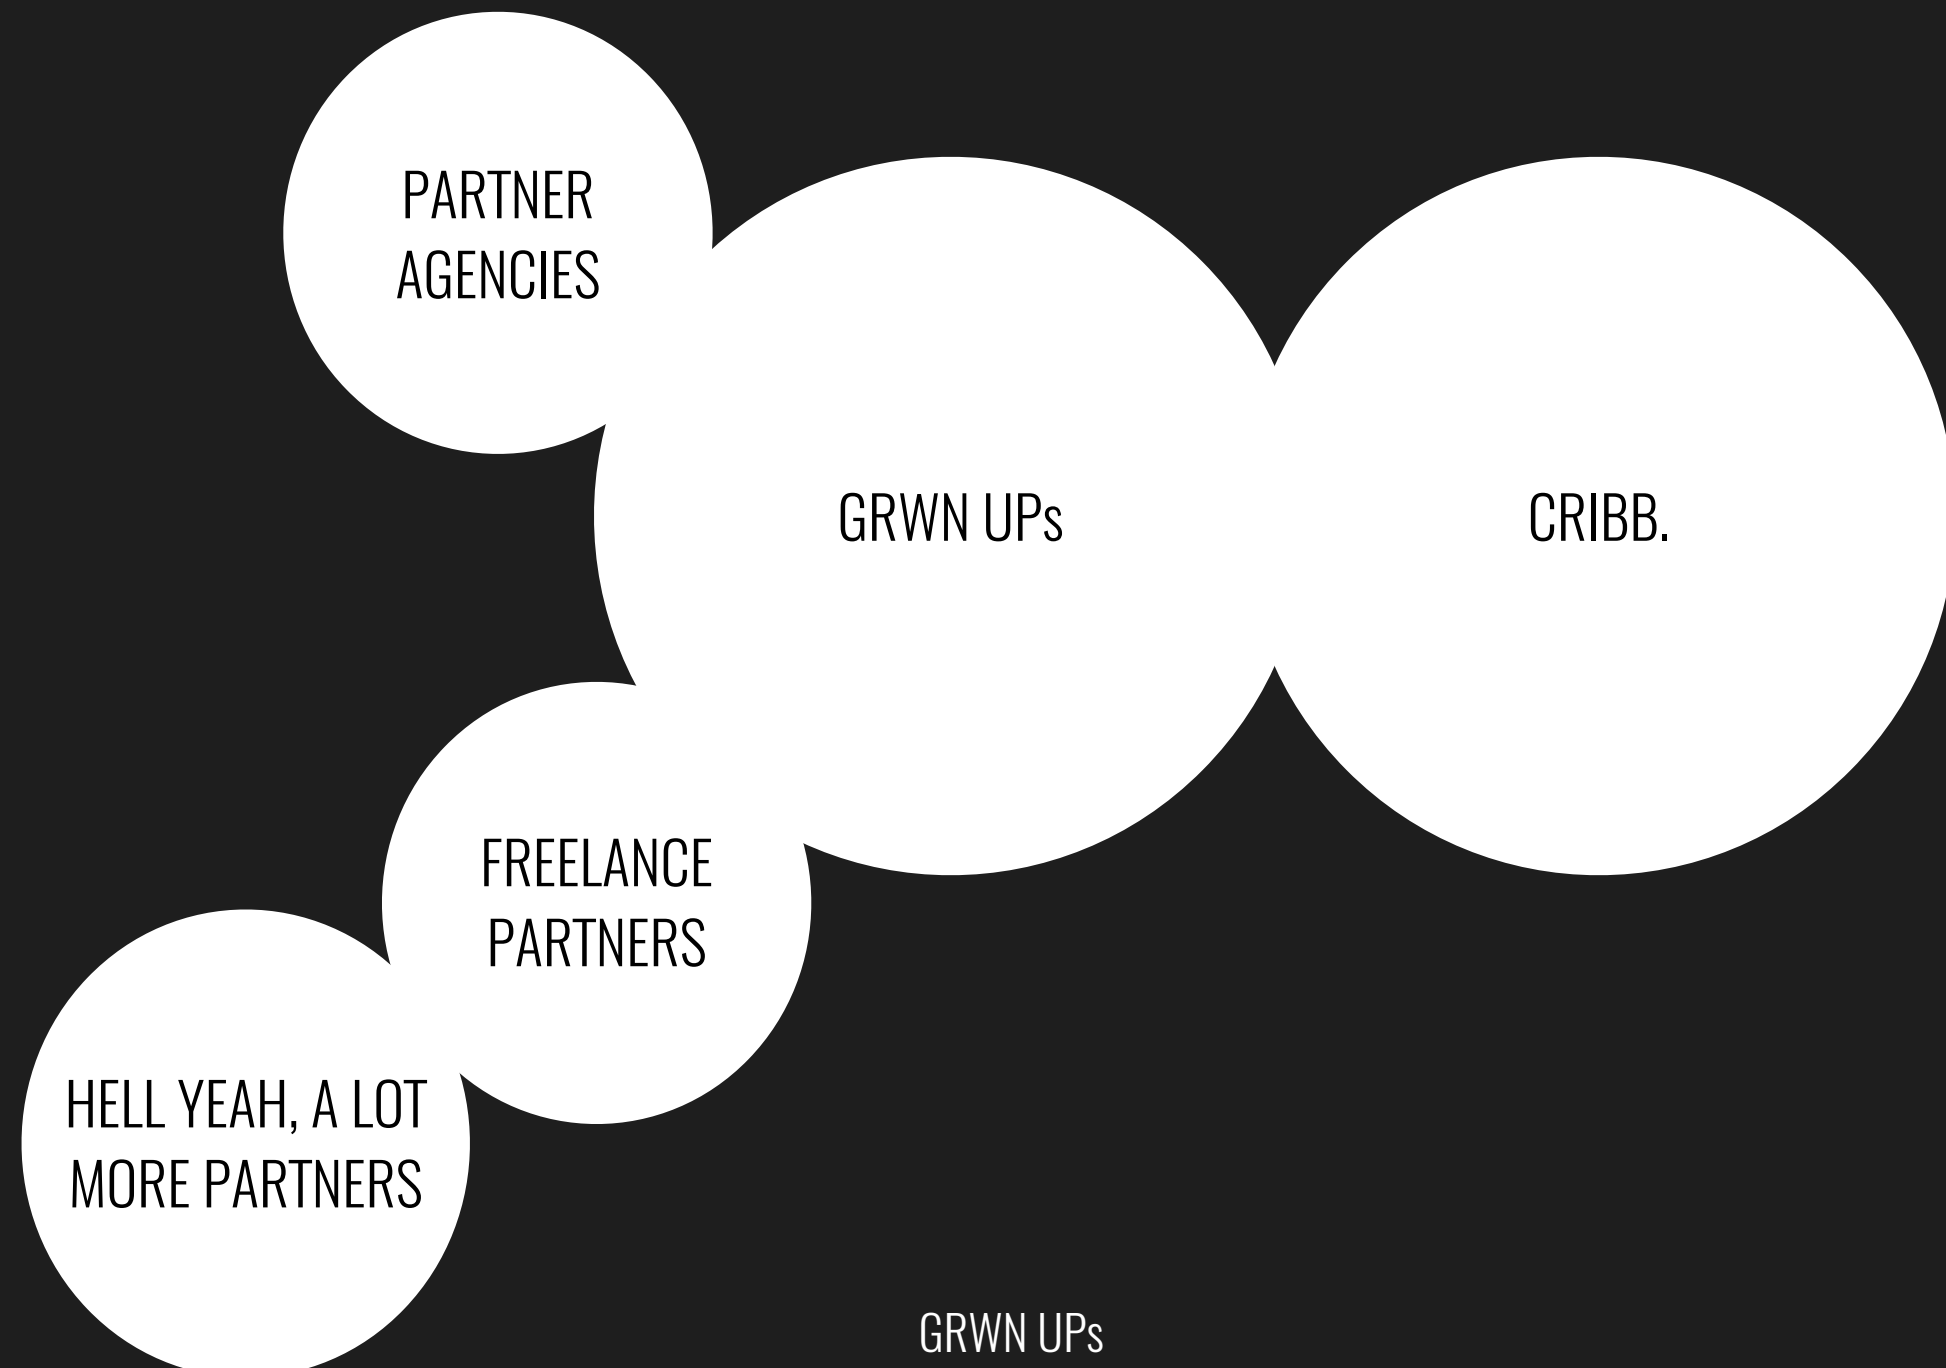 PARTNER
AGENCIES
GRWN UPs
CRIBB.
FREELANCE
PARTNERS
HELL YEAH, A LOT
MORE PARTNERS
GRWN UPs